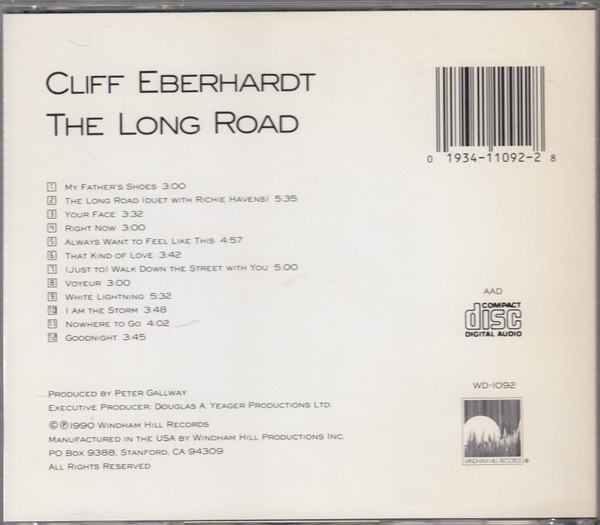 CLIFF EBERHARDT
THE LONG ROAD
0 1934-11092-2 8
1 MY FATHER'S SHOES 3:00
2 THE LONG ROAD (DUET WITH RICHIE HAVENS) 5:35
3 YOUR FACE 3:32
4 RIGHT NOW 3:00
5 ALWAYS WANT TO FEEL LIKE THIS 4:57
6 THAT KIND OF LOVE 3:42
7 (JUST TO) WALK DOWN THE STREET WITH YOU 5:00
8 VOYEUR 3:00
9 WHITE LIGHTNING 5:32
10 I AM THE STORM 3:48
11 NOWHERE TO GO 4:02
12 GOODNIGHT 3:45
AAD
COMPACT
disc
DIGITAL AUDIO
WD-1092
WINDHAM HILL RECORDS ®
PRODUCED BY PETER GALLWAY
EXECUTIVE PRODUCER: DOUGLAS A. YEAGER PRODUCTIONS LTD.
©℗1990 WINDHAM HILL RECORDS
MANUFACTURED IN THE USA BY WINDHAM HILL PRODUCTIONS INC.
PO BOX 9388, STANFORD, CA 94309
ALL RIGHTS RESERVED